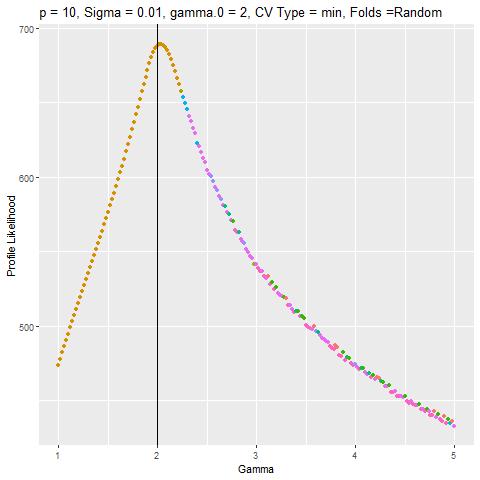 p = 10, Sigma = 0.01, gamma.0 = 2, CV Type = min, Folds =Random
700
600
500
Profile Likelihood
1 2 3 4 5
Gamma